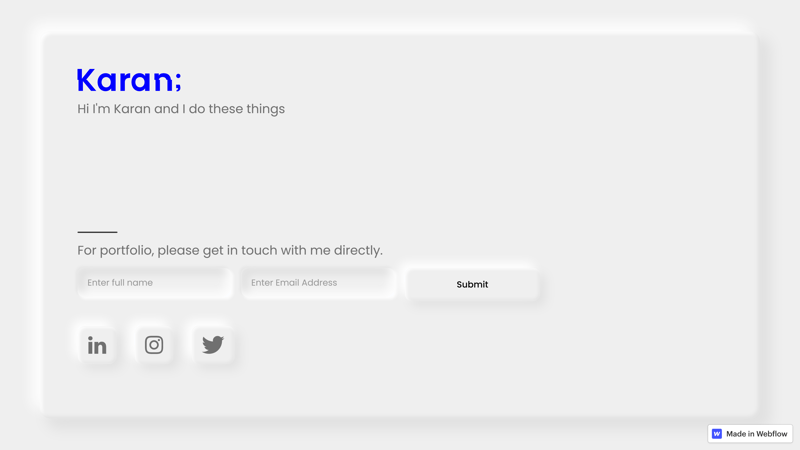 Karan;
Hi I'm Karan and I do these things
For portfolio, please get in touch with me directly.
Enter full name
Enter Email Address
Submit
in
Made in Webflow